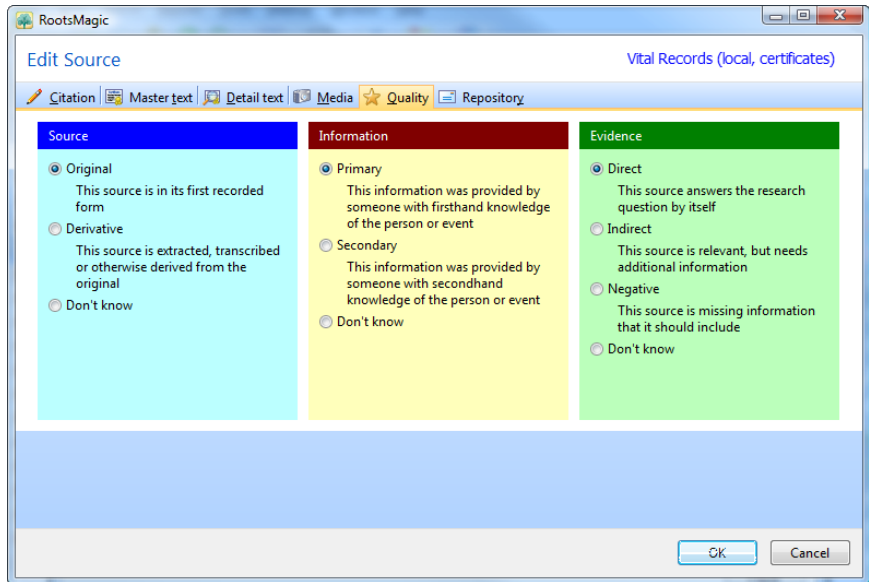 RootsMagic
Edit Source
Vital Records (local, certificates)
Citation Master text Detail text Media Quality Repository
Source
Original
This source is in its first recorded
form
Derivative
This source is extracted, transcribed
or otherwise derived from the
original
Don't know
Information
Primary
This information was provided by
someone with firsthand knowledge
of the person or event
Secondary
This information was provided by
someone with secondhand
knowledge of the person or event
Don't know
Evidence
Direct
This source answers the research
question by itself
Indirect
This source is relevant, but needs
additional information
Negative
This source is missing information
that it should include
Don't know
OK Cancel